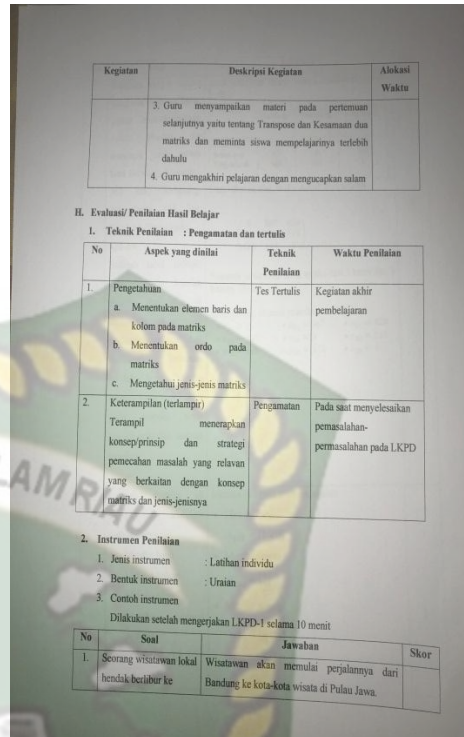 Kegiatan Deskripsi Kegiatan Alokasi
Waktu
3. Guru menyampaikan materi pada pertemuan
selanjutnya yaitu tentang Transpose dan Kesamaan dua
matriks dan meminta siswa mempelajarinya terlebih
dahulu
4. Guru mengakhiri pelajaran dengan mengucapkan salam
H. Evaluasi/ Penilaian Hasil Belajar
1. Teknik Penilaian : Pengamatan dan tertulis
No Aspek yang dinilai Teknik Waktu Penilaian
Penilaian
1. Pengetahuan Tes Tertulis Kegiatan akhir
a. Menentukan elemen baris dan pembelajaran
kolom pada matriks
b. Menentukan ordo pada
matriks
c. Mengetahui jenis-jenis matriks
2. Keterampilan (terlampir) Pengamatan Pada saat menyelesaikan
Terampil menerapkan pemasalahan-
konsep/prinsip dan strategi permasalahan pada LKPD
pemecahan masalah yang relavan
yang berkaitan dengan konsep
matriks dan jenis-jenisnya
LAM RIAU
2. Instrumen Penilaian
1. Jenis instrumen : Latihan individu
2. Bentuk instrumen : Uraian
3. Contoh instrumen
Dilakukan setelah mengerjakan LKPD-1 selama 10 menit
No Soal Jawaban Skor
1. Seorang wisatawan lokal Wisatawan akan memulai perjalannya dari
hendak berlibur ke Bandung ke kota-kota wisata di Pulau Jawa.